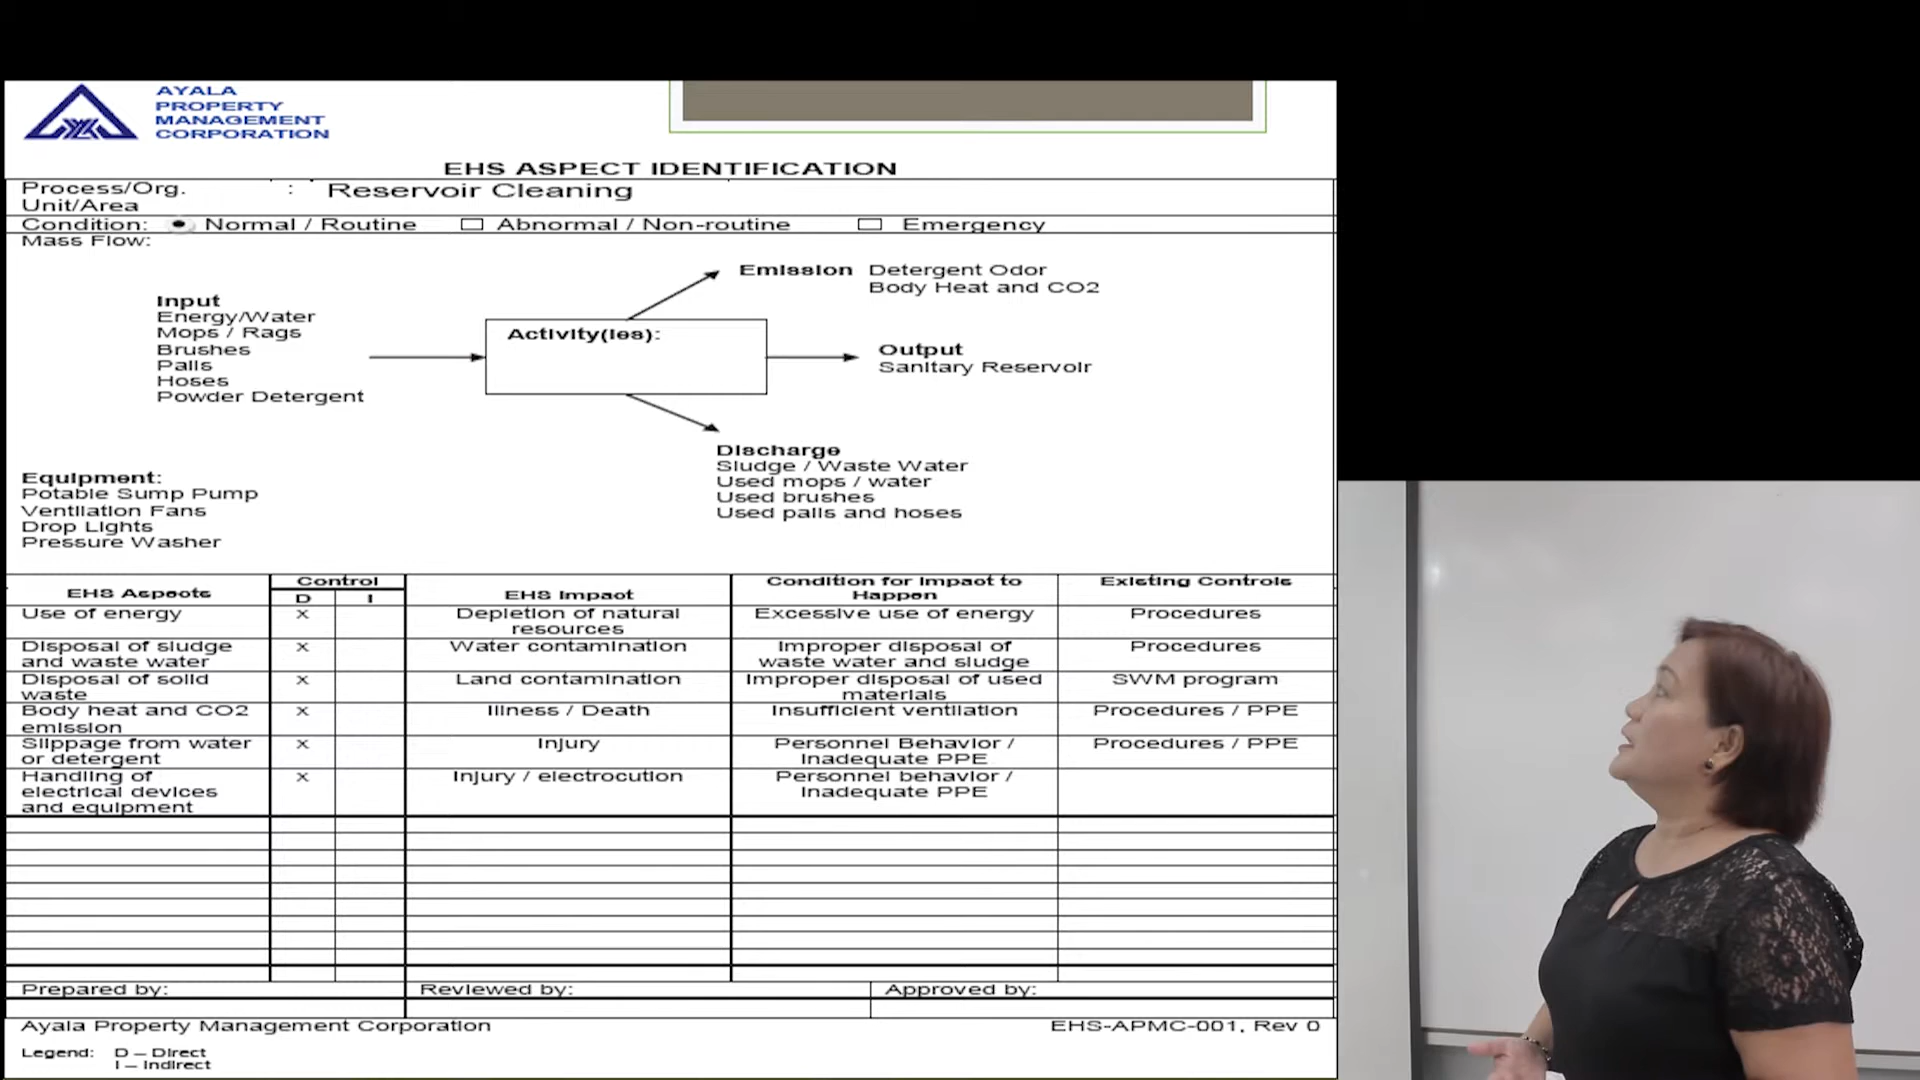 AYALA
PROPERTY
MANAGEMENT
CORPORATION
EHS ASPECT IDENTIFICATION
Process/Org. : Reservoir Cleaning
Unit/Area
Condition: Normal / Routine Abnormal / Non-routine Emergency
Mass Flow:
Emission Detergent Odor
Body Heat and CO2
Input
Energy/Water
Mops / Rags
Brushes
Pails
Hoses
Powder Detergent
Activity(ies):
Output
Sanitary Reservoir
Discharge
Sludge / Waste Water
Used mops / water
Used brushes
Used pails and hoses
Equipment:
Potable Sump Pump
Ventilation Fans
Drop Lights
Pressure Washer
EHS Aspects Control EHS Impact Condition for Impact to Happen Existing Controls
D I
Use of energy x Depletion of natural resources Excessive use of energy Procedures
Disposal of sludge and waste water x Water contamination Improper disposal of waste water and sludge Procedures
Disposal of solid waste x Land contamination Improper disposal of used materials SWM program
Body heat and CO2 emission x Illness / Death Insufficient ventilation Procedures / PPE
Slippage from water or detergent x Injury Personnel Behavior / Inadequate PPE Procedures / PPE
Handling of electrical devices and equipment x Injury / electrocution Personnel behavior / Inadequate PPE
Prepared by: Reviewed by: Approved by:
Ayala Property Management Corporation EHS-APMC-001, Rev 0
Legend: D – Direct
I – Indirect